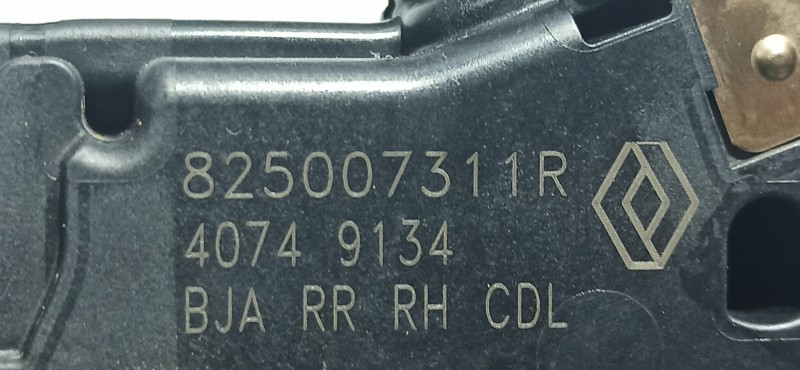 825007311R
4074 9134
BJA RR RH CDL